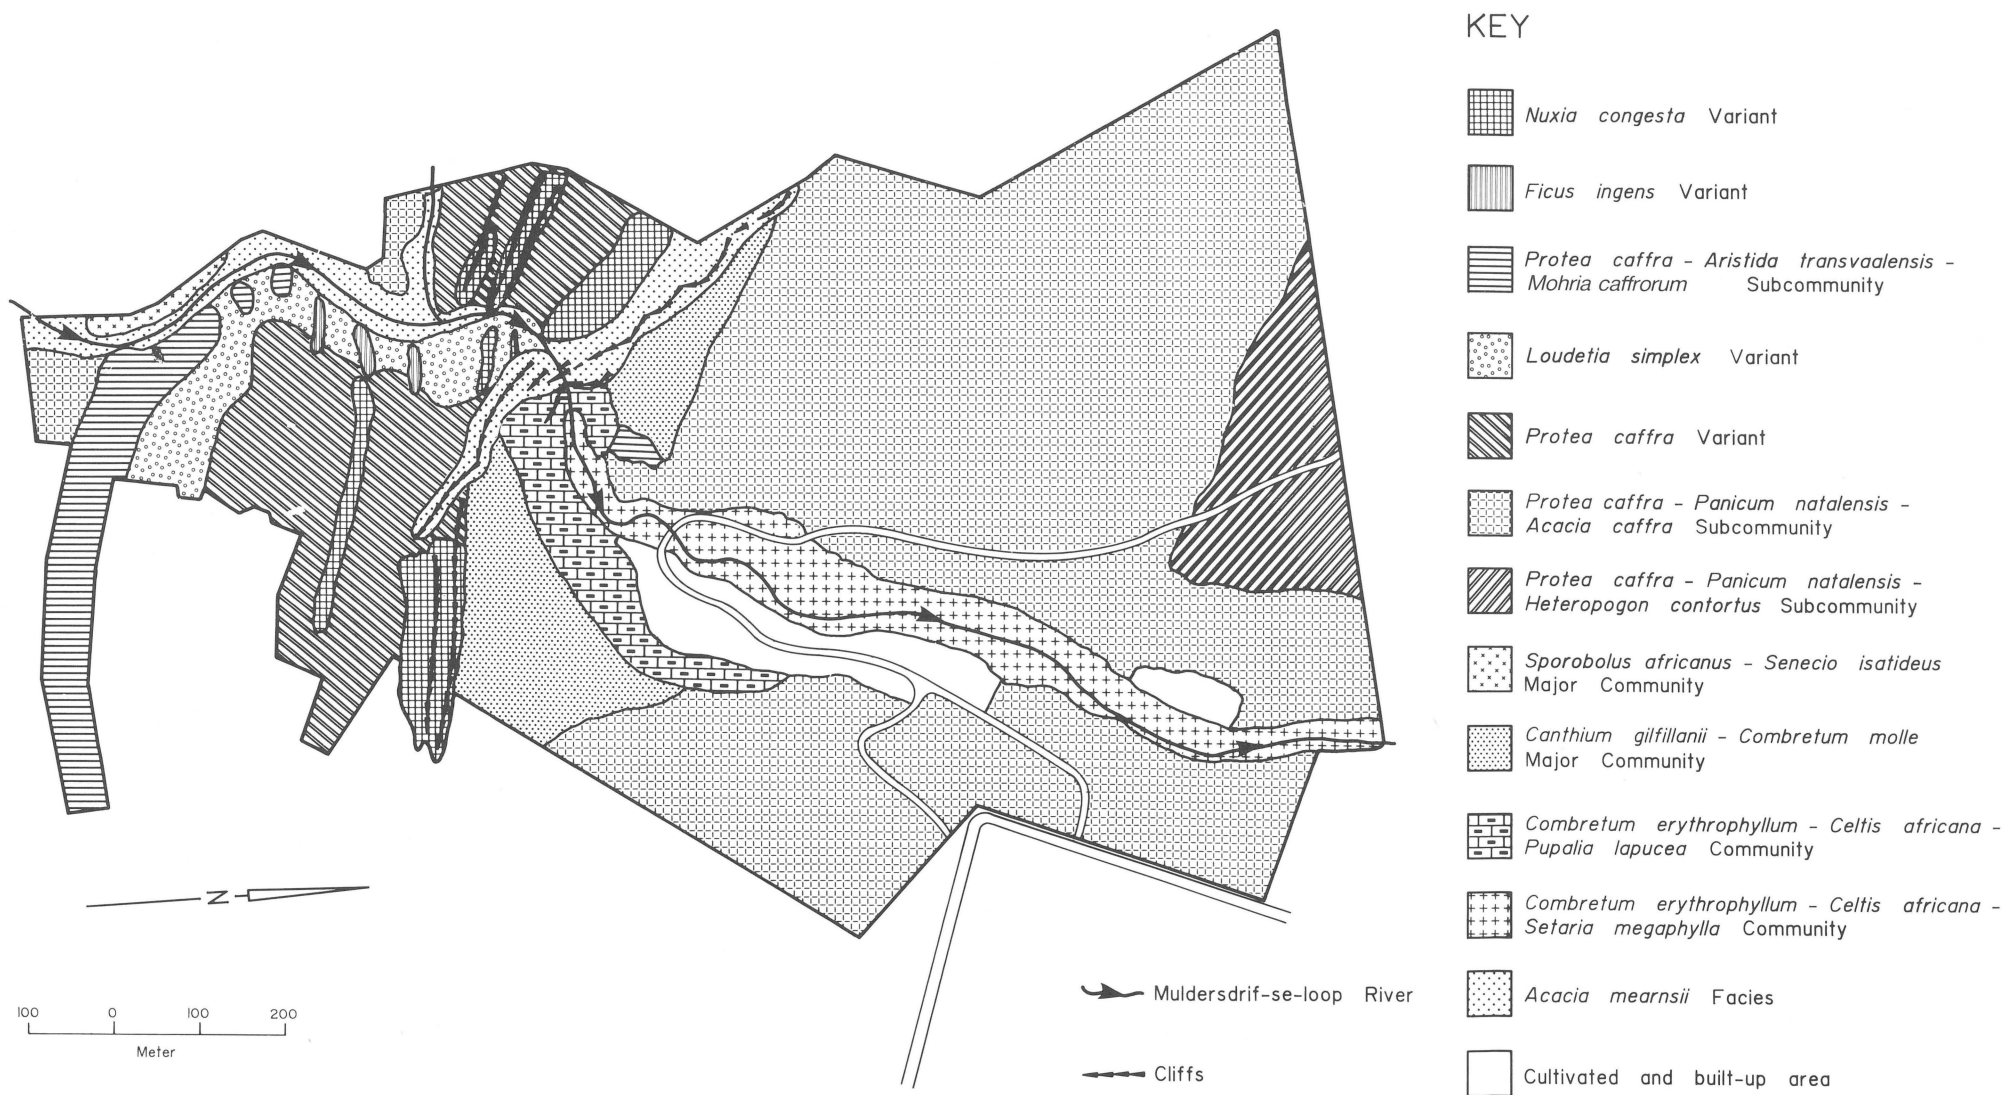 KEY
Nuxia congesta Variant
Ficus ingens Variant
Protea caffra – Aristida transvaalensis –
Mohria caffrorum Subcommunity
Loudetia simplex Variant
Protea caffra Variant
Protea caffra – Panicum natalensis –
Acacia caffra Subcommunity
Protea caffra – Panicum natalensis –
Heteropogon contortus Subcommunity
Sporobolus africanus – Senecio isatideus
Major Community
Canthium gilfillanii – Combretum molle
Major Community
Combretum erythrophyllum – Celtis africana –
Pupalia lapucea Community
Combretum erythrophyllum – Celtis africana –
Setaria megaphylla Community
Acacia mearnsii Facies
Cultivated and built-up area
N
100 0 100 200
Meter
Muldersdrif-se-loop River
Cliffs